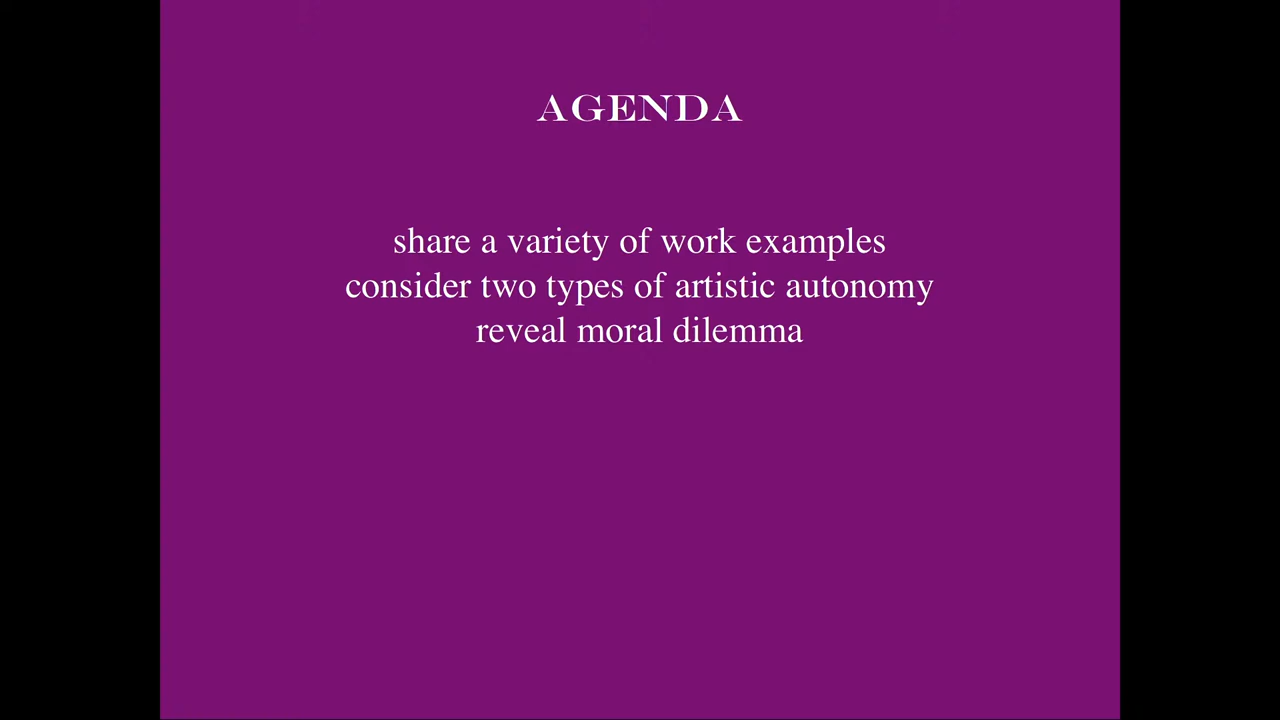 AGENDA
share a variety of work examples
consider two types of artistic autonomy
reveal moral dilemma